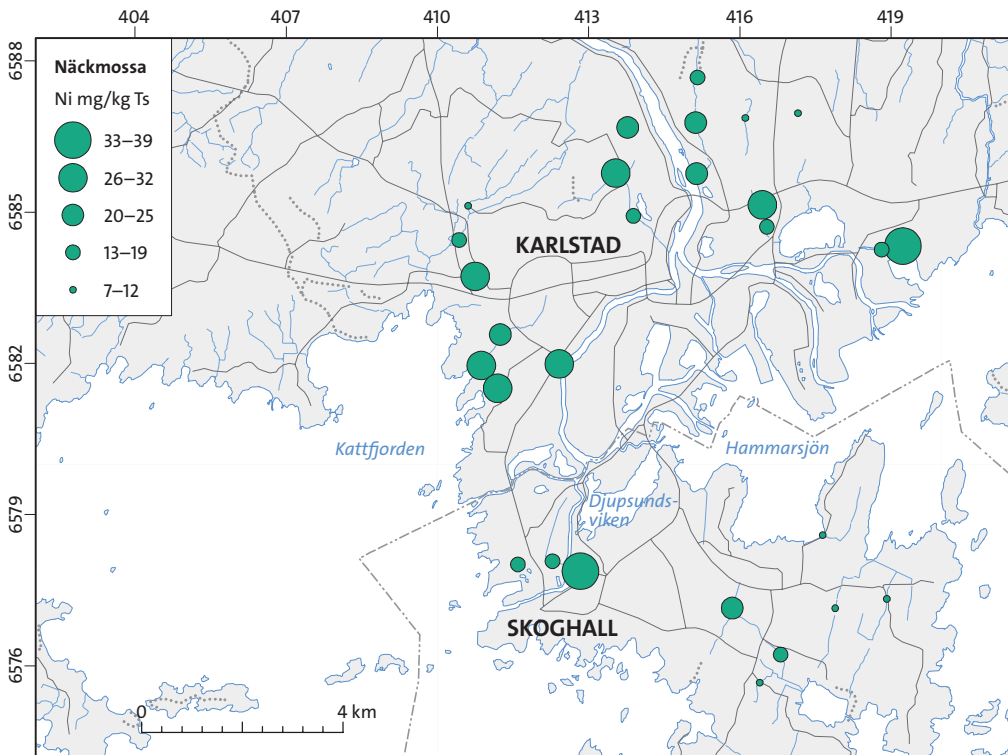 404 407 410 413 416 419
6588
6585
6582
6579
6576
Näckmossa
Ni mg/kg Ts
33–39
26–32
20–25
13–19
7–12
KARLSTAD
Kattfjorden
Hammarsjön
Djupsunds-
viken
SKOGHALL
0 4 km